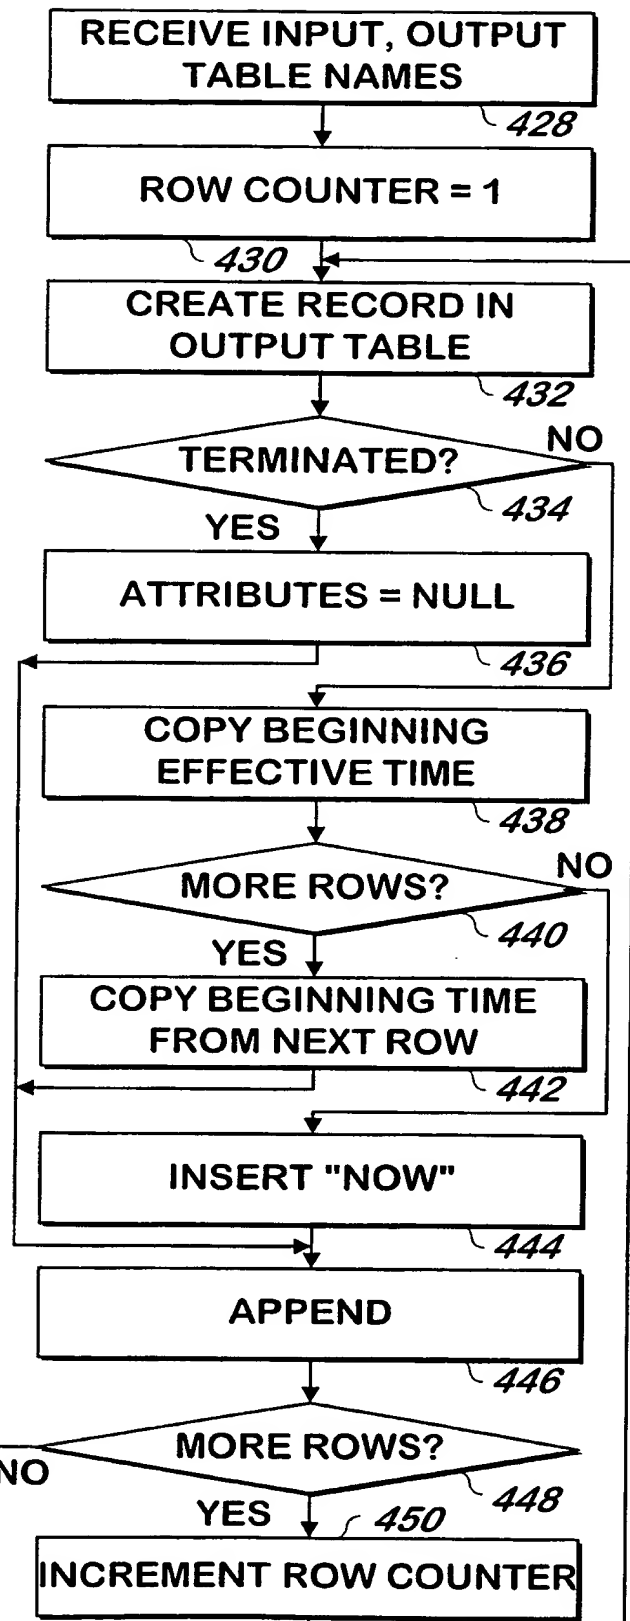 RECEIVE INPUT, OUTPUT
TABLE NAMES
428
ROW COUNTER = 1
430
CREATE RECORD IN
OUTPUT TABLE
432
TERMINATED?
NO
434
YES
ATTRIBUTES = NULL
436
COPY BEGINNING
EFFECTIVE TIME
438
MORE ROWS?
NO
440
YES
COPY BEGINNING TIME
FROM NEXT ROW
442
INSERT "NOW"
444
APPEND
446
MORE ROWS?
NO
448
YES
450
INCREMENT ROW COUNTER